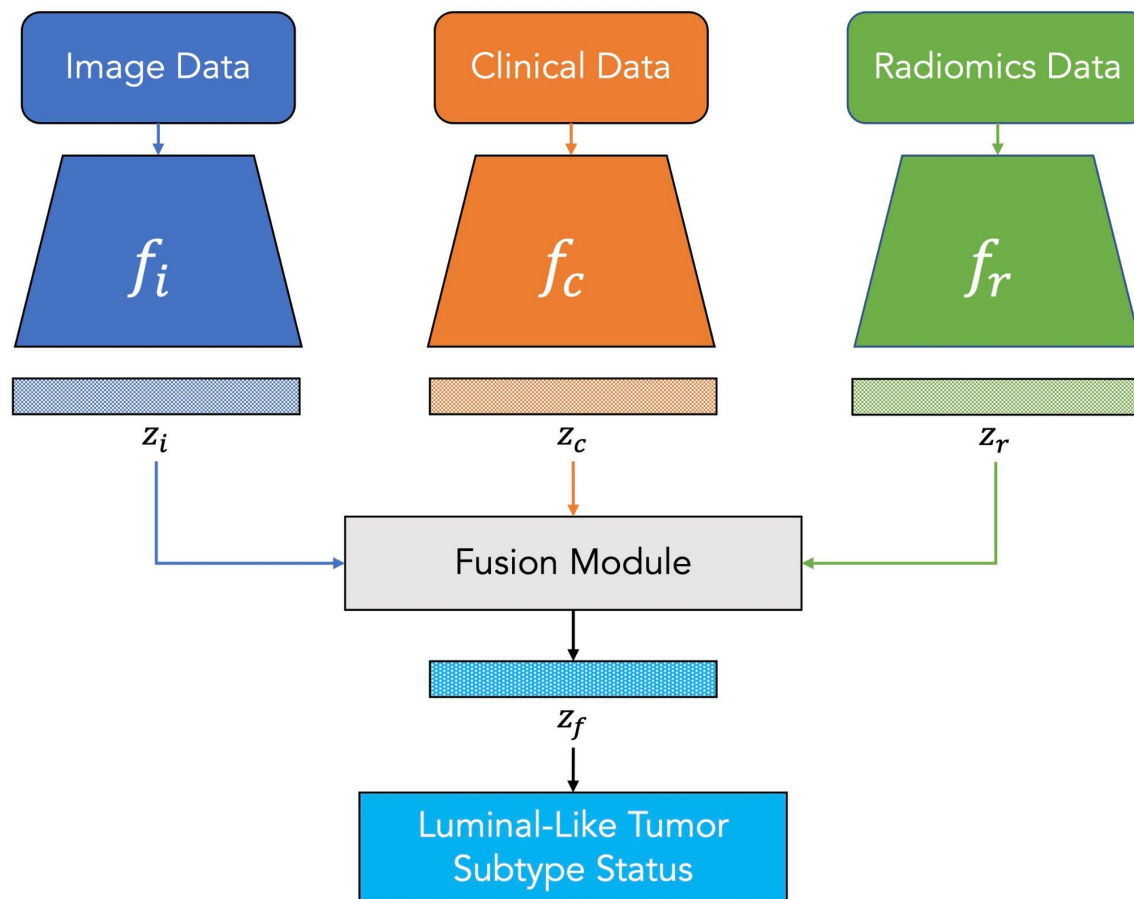 Image Data
Clinical Data
Radiomics Data
f_i
f_c
f_r
z_i
z_c
z_r
Fusion Module
z_f
Luminal-Like Tumor
Subtype Status